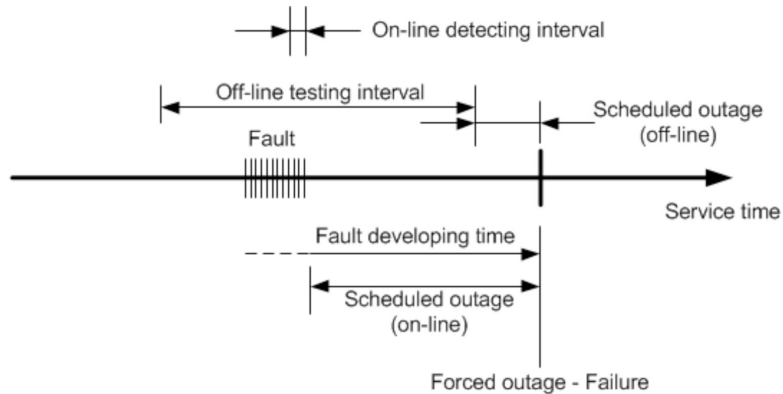 On-line detecting interval
Off-line testing interval
Scheduled outage
(off-line)
Fault
Service time
Fault developing time
Scheduled outage
(on-line)
Forced outage - Failure